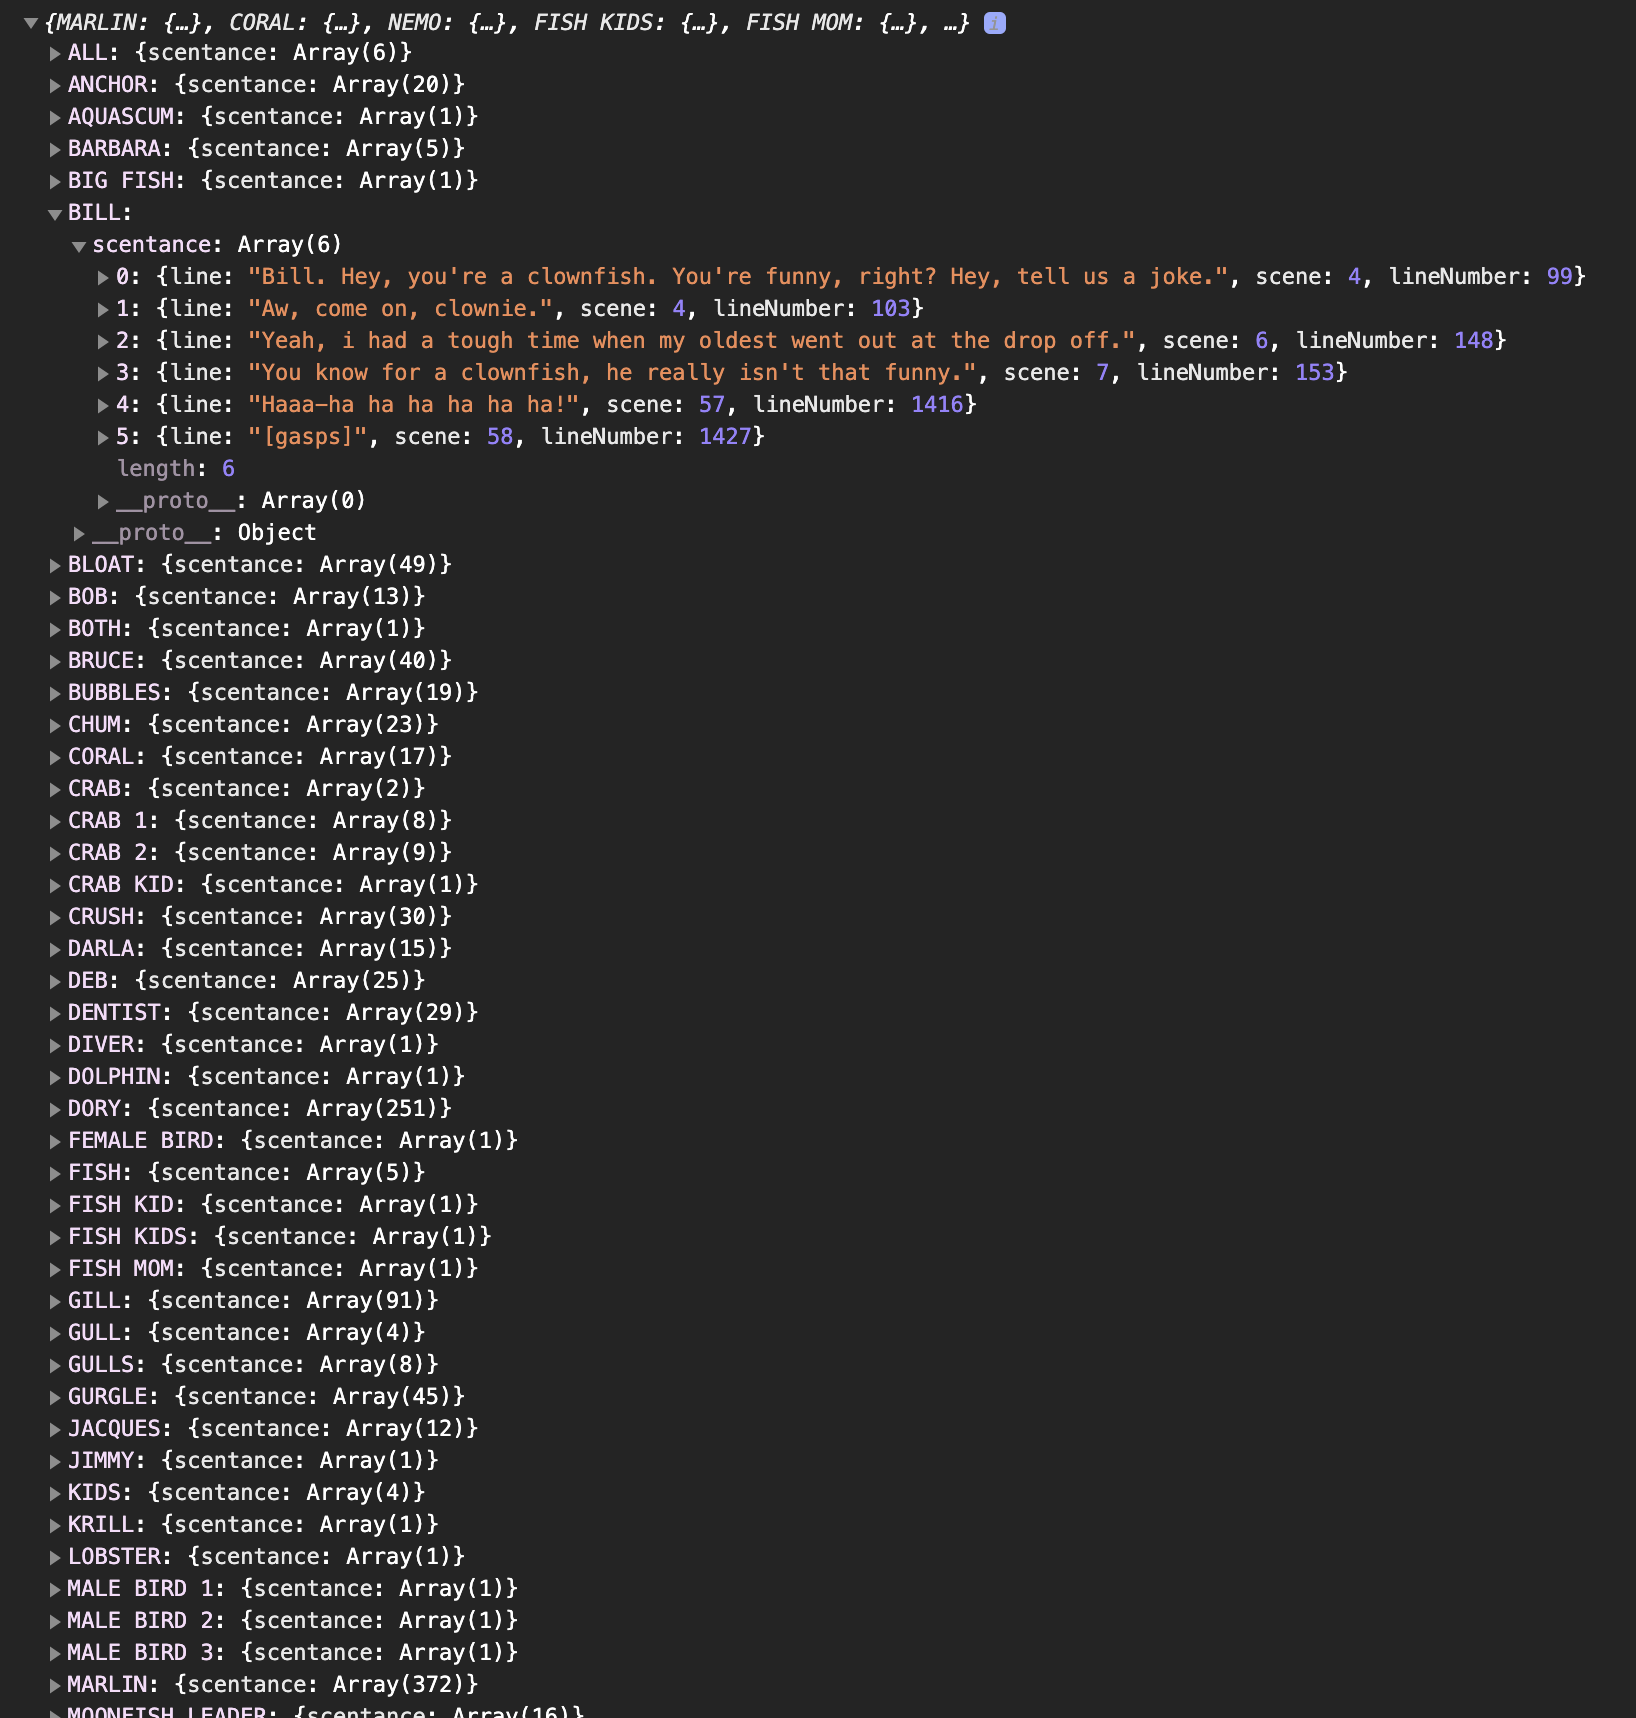 ▼{MARLIN: {…}, CORAL: {…}, NEMO: {…}, FISH KIDS: {…}, FISH MOM: {…}, …} i
▶ALL: {scentance: Array(6)}
▶ANCHOR: {scentance: Array(20)}
▶AQUASCUM: {scentance: Array(1)}
▶BARBARA: {scentance: Array(5)}
▶BIG FISH: {scentance: Array(1)}
▼BILL:
▼scentance: Array(6)
▶0: {line: "Bill. Hey, you're a clownfish. You're funny, right? Hey, tell us a joke.", scene: 4, lineNumber: 99}
▶1: {line: "Aw, come on, clownie.", scene: 4, lineNumber: 103}
▶2: {line: "Yeah, i had a tough time when my oldest went out at the drop off.", scene: 6, lineNumber: 148}
▶3: {line: "You know for a clownfish, he really isn't that funny.", scene: 7, lineNumber: 153}
▶4: {line: "Haaa-ha ha ha ha ha ha!", scene: 57, lineNumber: 1416}
▶5: {line: "[gasps]", scene: 58, lineNumber: 1427}
length: 6
▶__proto__: Array(0)
▶__proto__: Object
▶BLOAT: {scentance: Array(49)}
▶BOB: {scentance: Array(13)}
▶BOTH: {scentance: Array(1)}
▶BRUCE: {scentance: Array(40)}
▶BUBBLES: {scentance: Array(19)}
▶CHUM: {scentance: Array(23)}
▶CORAL: {scentance: Array(17)}
▶CRAB: {scentance: Array(2)}
▶CRAB 1: {scentance: Array(8)}
▶CRAB 2: {scentance: Array(9)}
▶CRAB KID: {scentance: Array(1)}
▶CRUSH: {scentance: Array(30)}
▶DARLA: {scentance: Array(15)}
▶DEB: {scentance: Array(25)}
▶DENTIST: {scentance: Array(29)}
▶DIVER: {scentance: Array(1)}
▶DOLPHIN: {scentance: Array(1)}
▶DORY: {scentance: Array(251)}
▶FEMALE BIRD: {scentance: Array(1)}
▶FISH: {scentance: Array(5)}
▶FISH KID: {scentance: Array(1)}
▶FISH KIDS: {scentance: Array(1)}
▶FISH MOM: {scentance: Array(1)}
▶GILL: {scentance: Array(91)}
▶GULL: {scentance: Array(4)}
▶GULLS: {scentance: Array(8)}
▶GURGLE: {scentance: Array(45)}
▶JACQUES: {scentance: Array(12)}
▶JIMMY: {scentance: Array(1)}
▶KIDS: {scentance: Array(4)}
▶KRILL: {scentance: Array(1)}
▶LOBSTER: {scentance: Array(1)}
▶MALE BIRD 1: {scentance: Array(1)}
▶MALE BIRD 2: {scentance: Array(1)}
▶MALE BIRD 3: {scentance: Array(1)}
▶MARLIN: {scentance: Array(372)}
▶MOONFISH LEADER: {scentance: Array(16)}